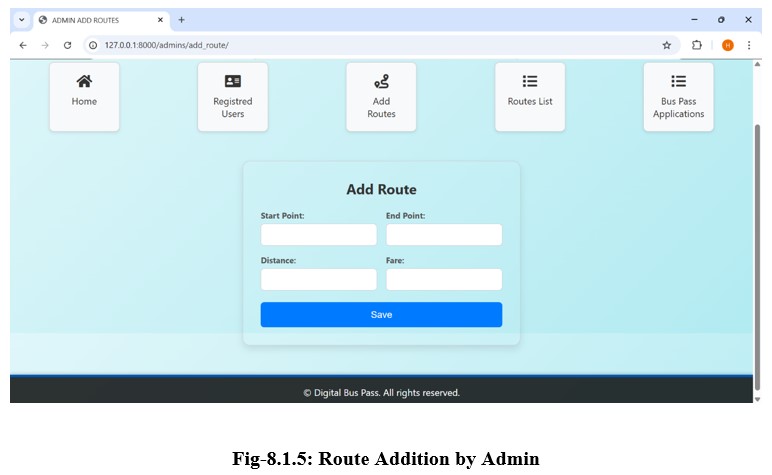 ADMIN ADD ROUTES
127.0.0.1:8000/admins/add_route/
H
Home
Registred
Users
Add
Routes
Routes List
Bus Pass
Applications
Add Route
Start Point: End Point:
Distance: Fare:
Save
© Digital Bus Pass. All rights reserved.
Fig-8.1.5: Route Addition by Admin